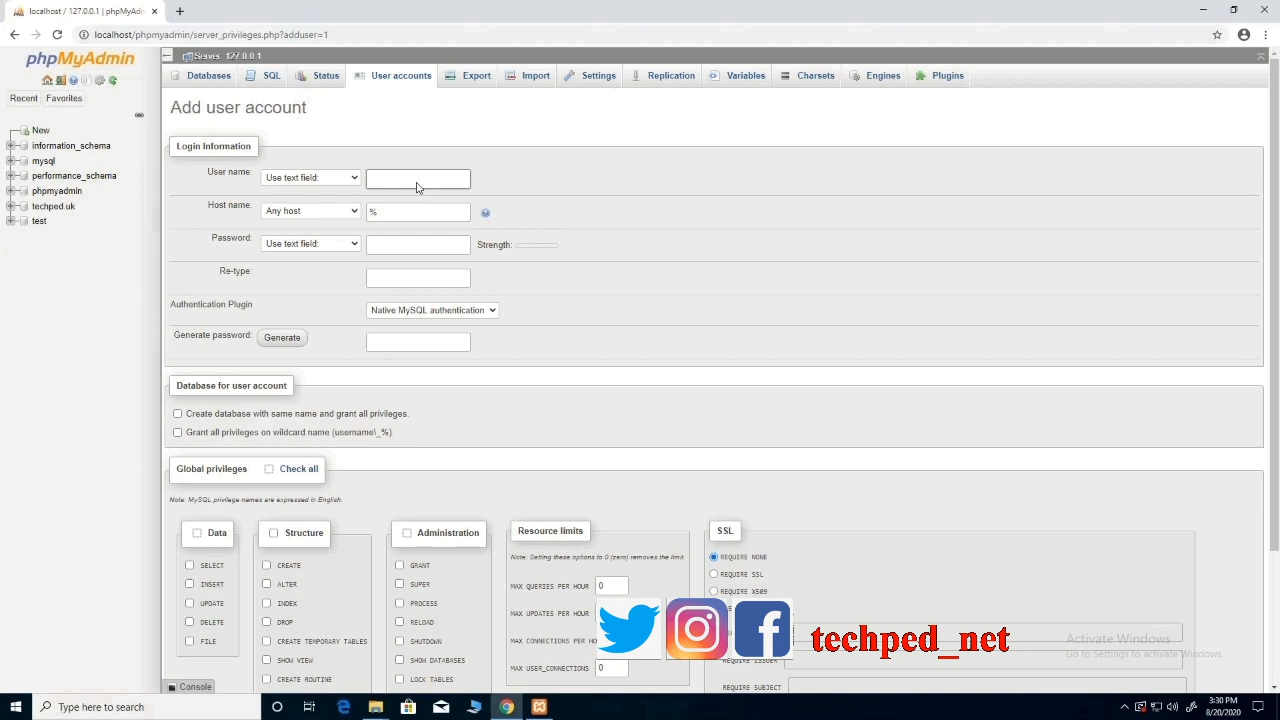 localhost / 127.0.0.1 | phpMyAdn
localhost/phpmyadmin/server_privileges.php?adduser=1
phpMyAdmin
Server: 127.0.0.1
Databases SQL Status User accounts Export Import Settings Replication Variables Charsets Engines Plugins
Recent Favorites
New
information_schema
mysql
performance_schema
phpmyadmin
techped.uk
test
Add user account
Login Information
User name: Use text field:
Host name: Any host %
Password: Use text field: Strength:
Re-type:
Authentication Plugin Native MySQL authentication
Generate password: Generate
Database for user account
Create database with same name and grant all privileges.
Grant all privileges on wildcard name (username\_%).
Global privileges Check all
Note: MySQL privilege names are expressed in English.
Data
SELECT
INSERT
UPDATE
DELETE
FILE
Structure
CREATE
ALTER
INDEX
DROP
CREATE TEMPORARY TABLES
SHOW VIEW
CREATE ROUTINE
Administration
GRANT
SUPER
PROCESS
RELOAD
SHUTDOWN
SHOW DATABASES
LOCK TABLES
Resource limits
Note: Setting these options to 0 (zero) removes the limit.
MAX QUERIES PER HOUR 0
MAX UPDATES PER HOUR
MAX CONNECTIONS PER HO
MAX USER_CONNECTIONS 0
SSL
REQUIRE NONE
REQUIRE SSL
REQUIRE X509
REQUIRE ISSUER
REQUIRE SUBJECT
techped_net
Activate Windows
Go to Settings to activate Windows.
Console
Type here to search
3:30 PM
8/20/2020